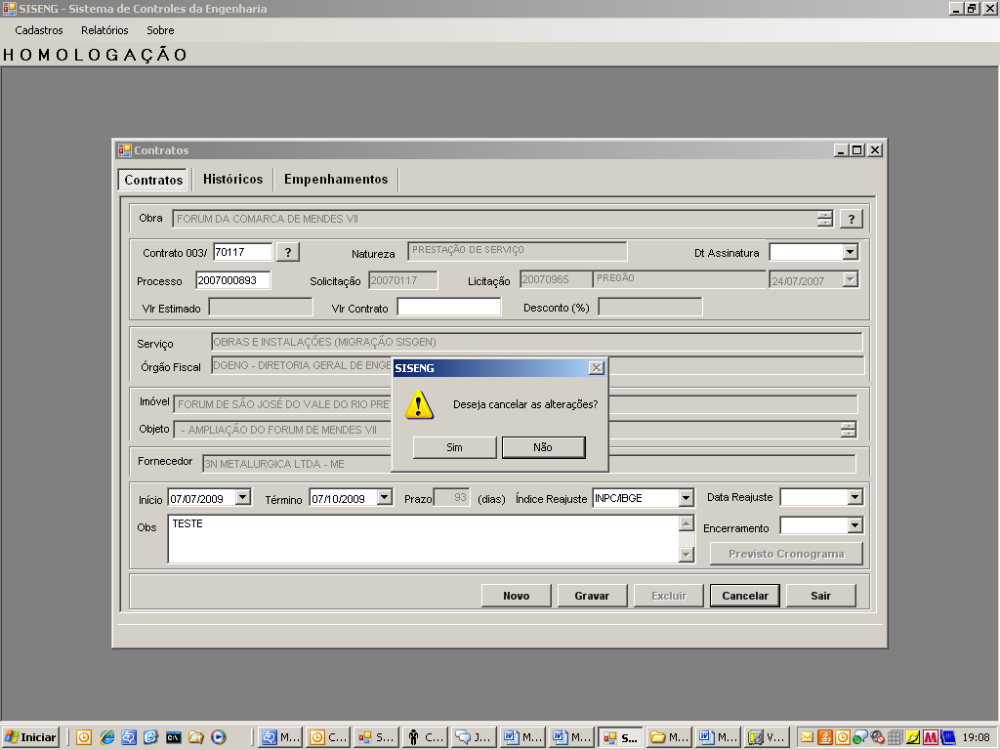 SISENG - Sistema de Controles da Engenharia
Cadastros Relatórios Sobre
HOMOLOGAÇÃO
Contratos
Contratos Históricos Empenhamentos
Obra FORUM DA COMARCA DE MENDES VII ?
Contrato 003/ 70117 ? Natureza PRESTAÇÃO DE SERVIÇO Dt Assinatura
Processo 2007000893 Solicitação 20070117 Licitação 20070965 PREGÃO 24/07/2007
Vlr Estimado Vlr Contrato Desconto (%)
Serviço OBRAS E INSTALAÇÕES (MIGRAÇÃO SISGEN)
Órgão Fiscal DGENG - DIRETORIA GERAL DE ENGE
SISENG
Deseja cancelar as alterações?
Sim Não
Imóvel FORUM DE SÃO JOSÉ DO VALE DO RIO PRE
Objeto - AMPLIAÇÃO DO FORUM DE MENDES VII
Fornecedor 3N METALURGICA LTDA - ME
Início 07/07/2009 Término 07/10/2009 Prazo 93 (dias) Índice Reajuste INPC/IBGE Data Reajuste
Obs TESTE Encerramento
Previsto Cronograma
Novo Gravar Excluir Cancelar Sair
Iniciar M... C... S... C... J... M... M... S... M... M... V... 19:08